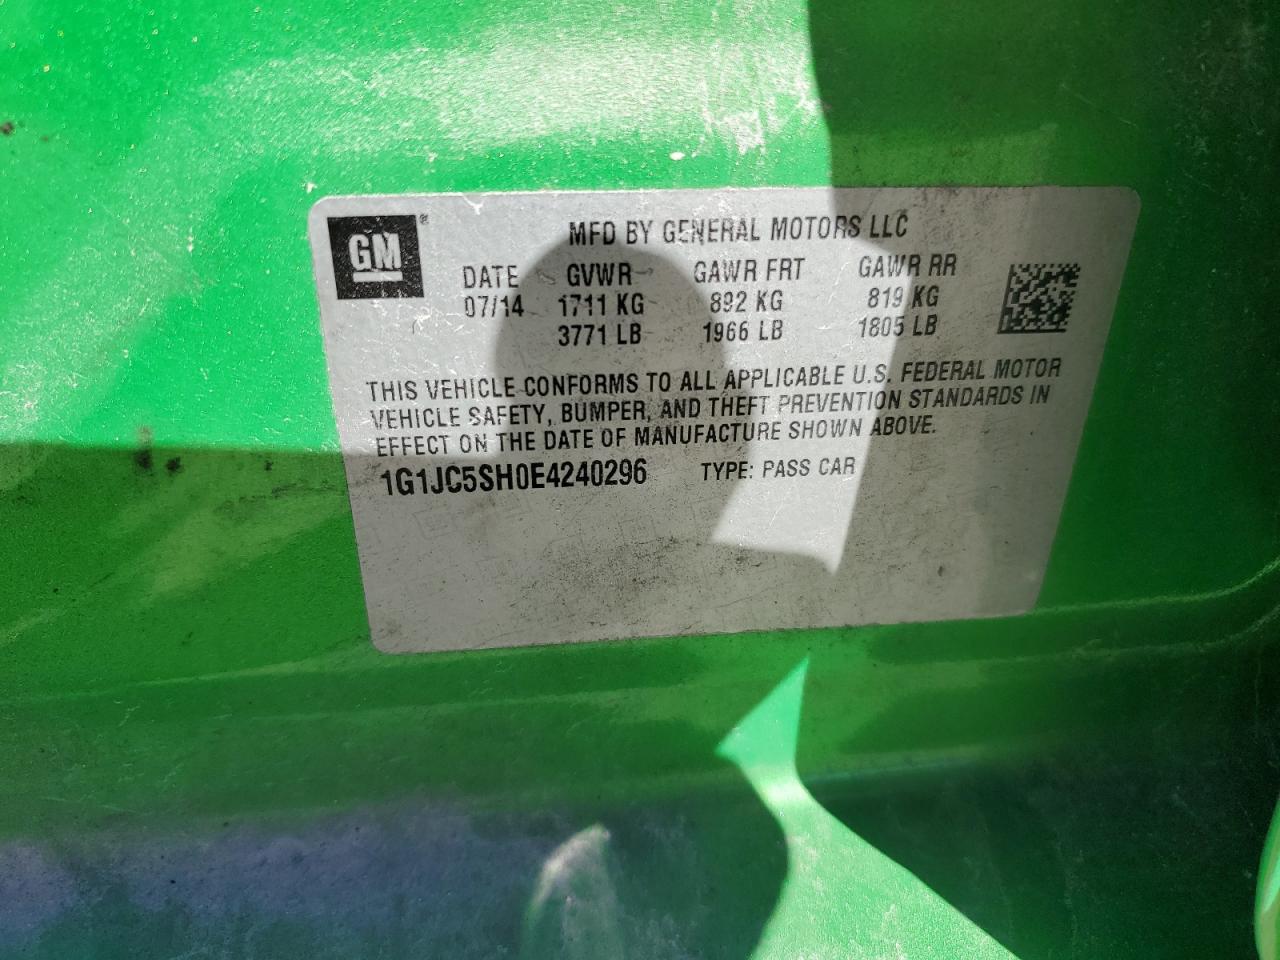 GM®
MFD BY GENERAL MOTORS LLC
DATE GVWR GAWR FRT GAWR RR
07/14 1711 KG 892 KG 819 KG
3771 LB 1966 LB 1805 LB
THIS VEHICLE CONFORMS TO ALL APPLICABLE U.S. FEDERAL MOTOR
VEHICLE SAFETY, BUMPER, AND THEFT PREVENTION STANDARDS IN
EFFECT ON THE DATE OF MANUFACTURE SHOWN ABOVE.
1G1JC5SH0E4240296 TYPE: PASS CAR